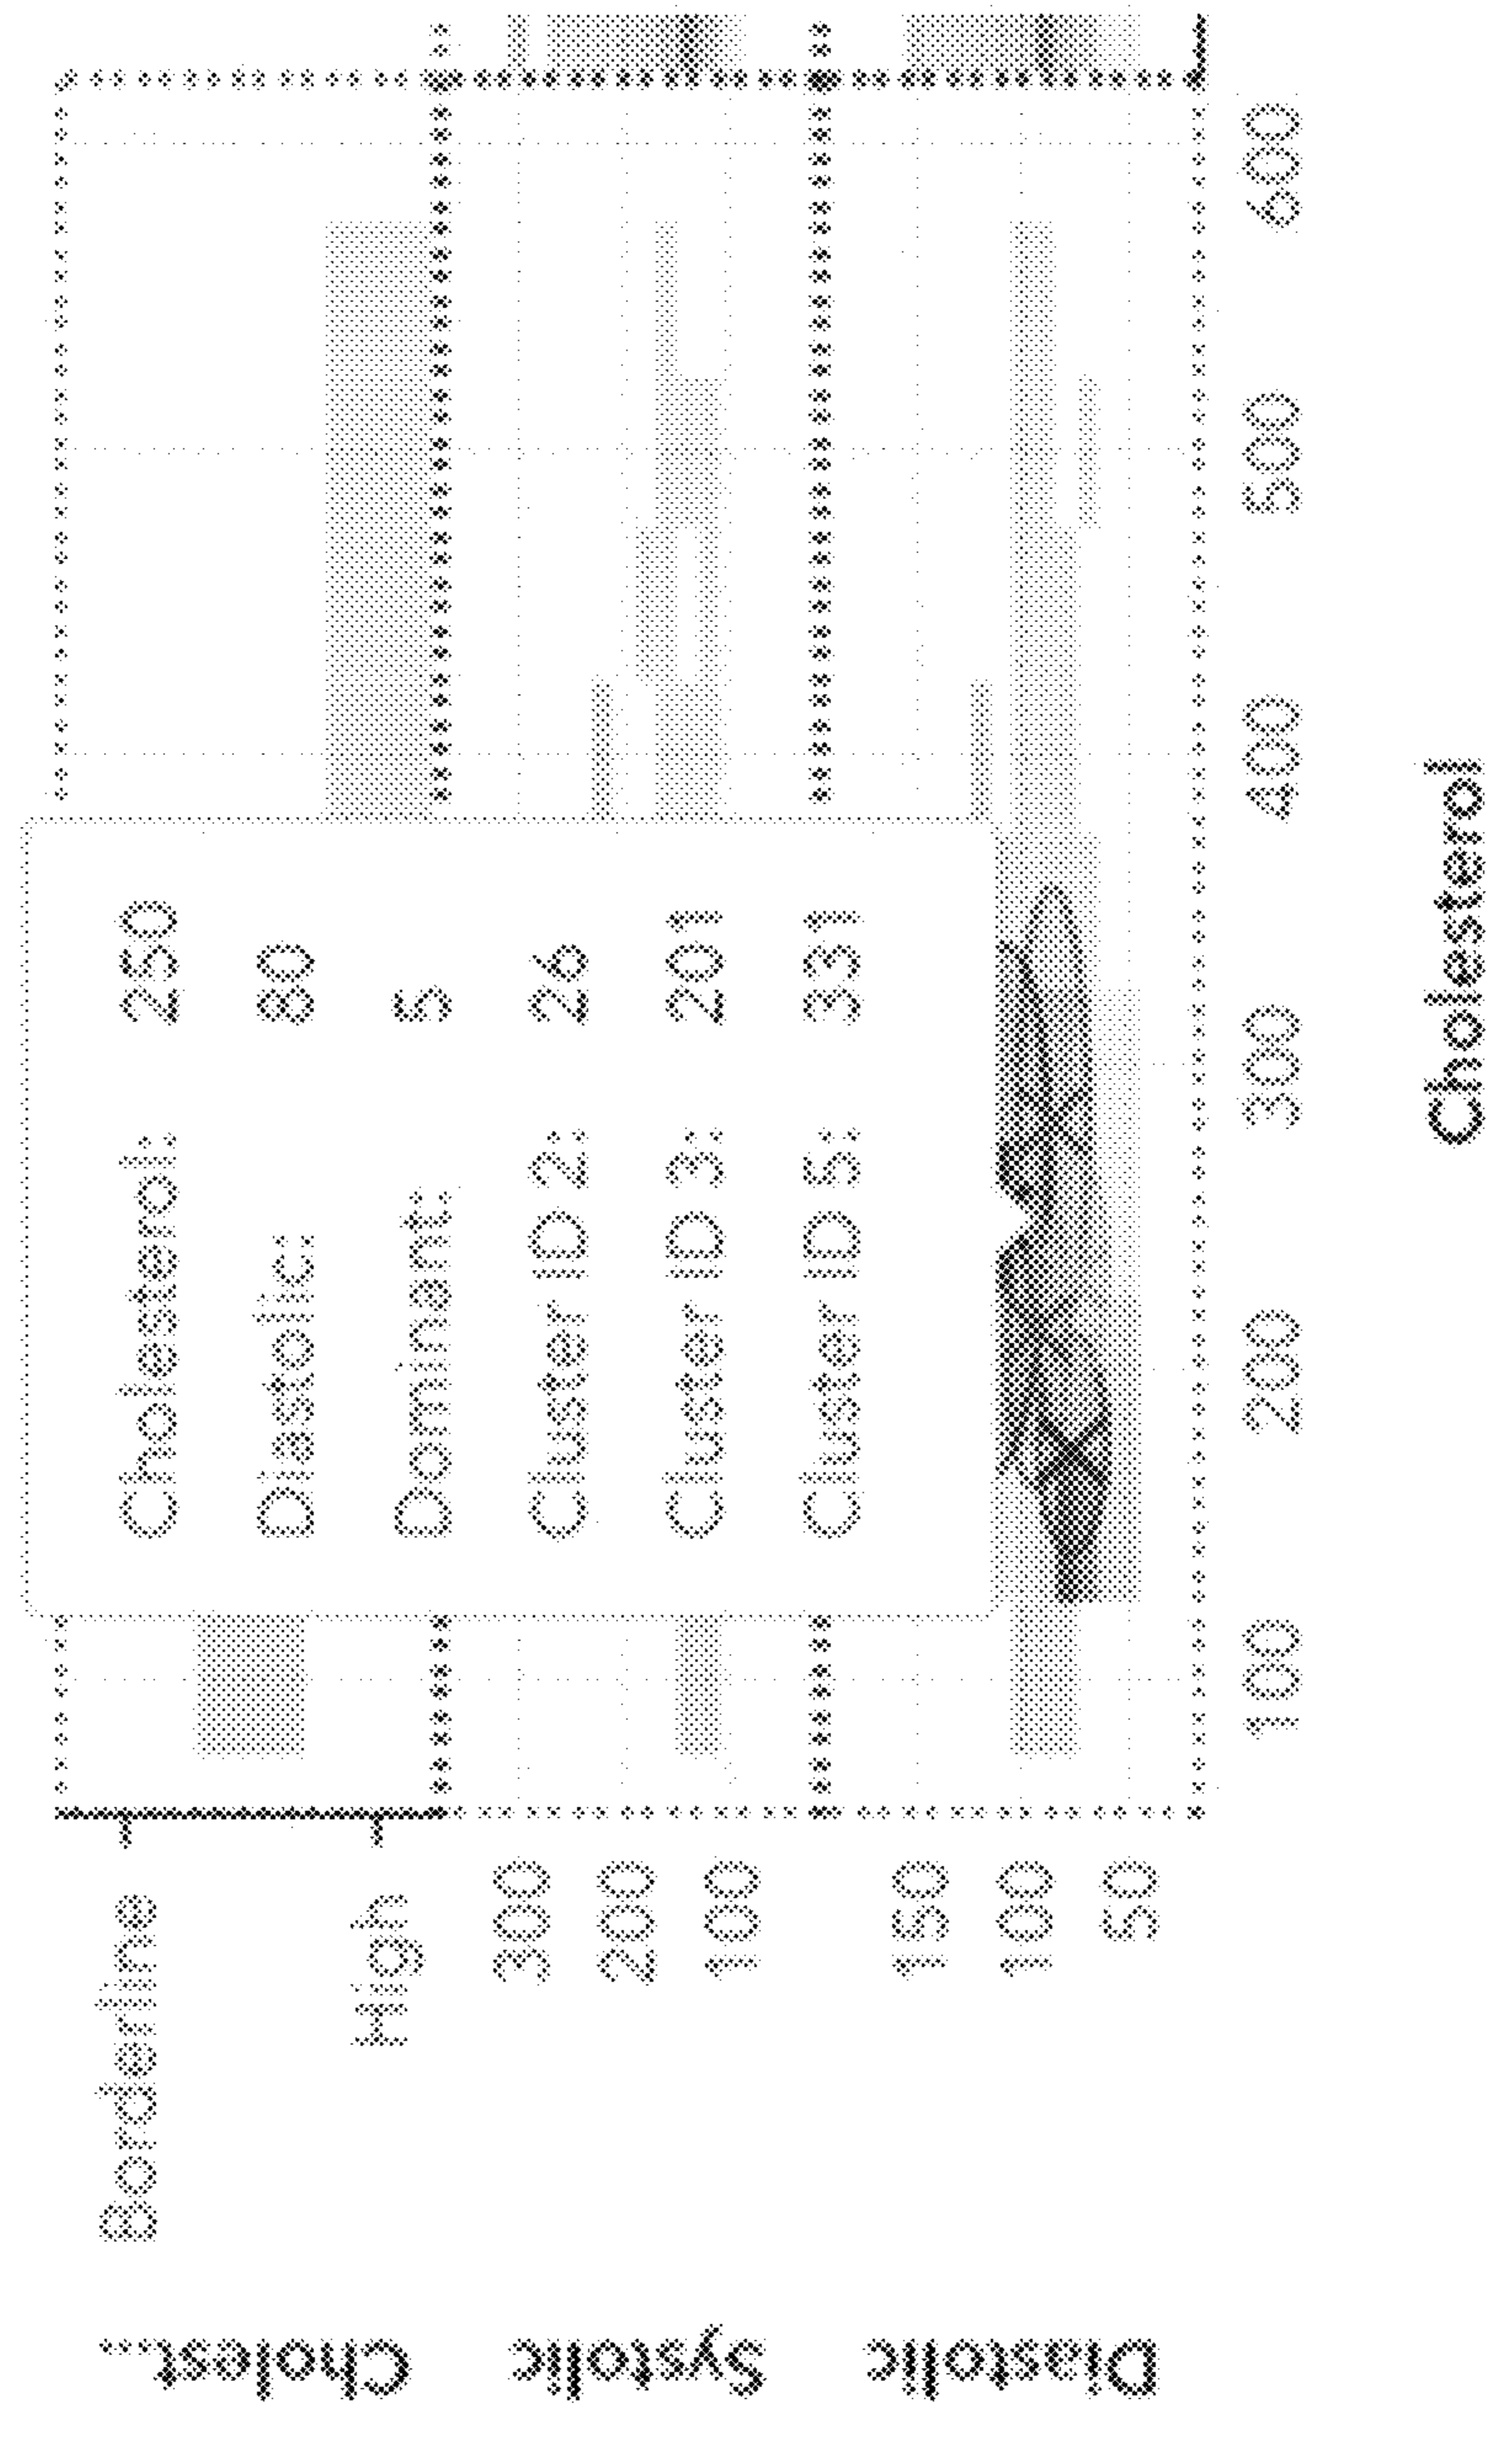 Cholest...
Borderline
High
Systolic
300
200
100
Diastolic
150
100
50
Cholesterol: 250
Diastolic: 80
Dominant: 5
Cluster ID 2: 26
Cluster ID 3: 201
Cluster ID 5: 331
100 200 300 400 500 600
Cholesterol